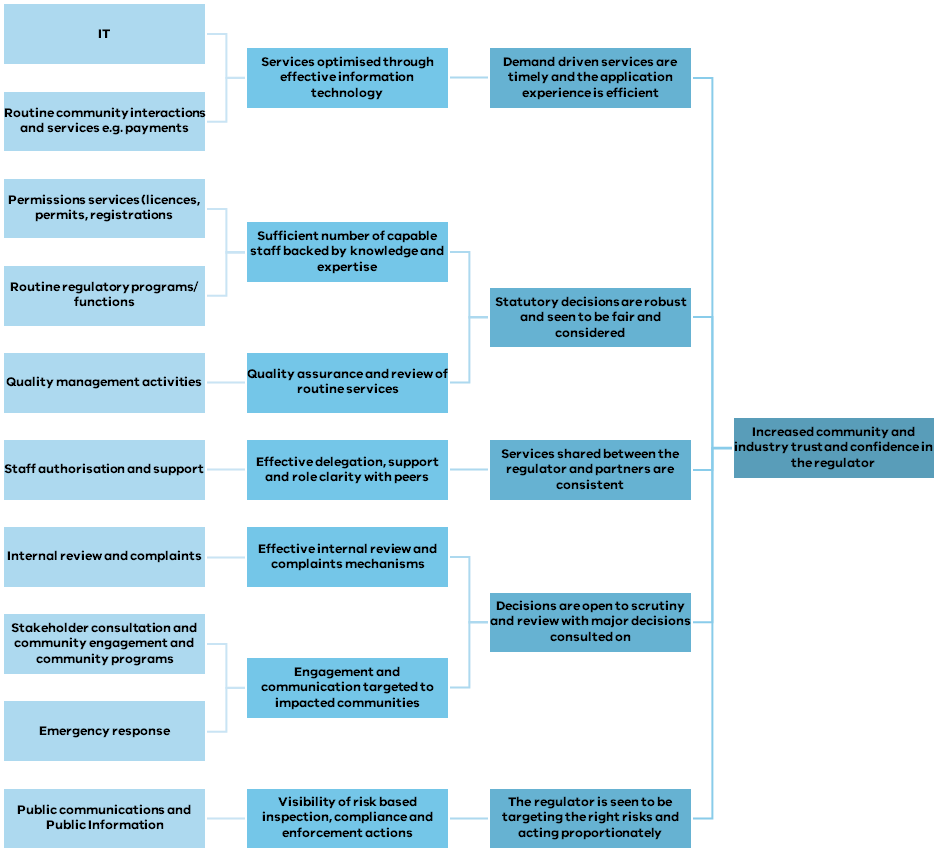 IT
Routine community interactions
and services e.g. payments
Services optimised through
effective information
technology
Demand driven services are
timely and the application
experience is efficient
Permissions services (licences,
permits, registrations
Routine regulatory programs/
functions
Sufficient number of capable
staff backed by knowledge and
expertise
Quality management activities
Quality assurance and review of
routine services
Statutory decisions are robust
and seen to be fair and
considered
Staff authorisation and support
Effective delegation, support
and role clarity with peers
Services shared between the
regulator and partners are
consistent
Internal review and complaints
Effective internal review and
complaints mechanisms
Stakeholder consultation and
community engagement and
community programs
Emergency response
Engagement and
communication targeted to
impacted communities
Decisions are open to scrutiny
and review with major decisions
consulted on
Public communications and
Public Information
Visibility of risk based
inspection, compliance and
enforcement actions
The regulator is seen to be
targeting the right risks and
acting proportionately
Increased community and
industry trust and confidence in
the regulator